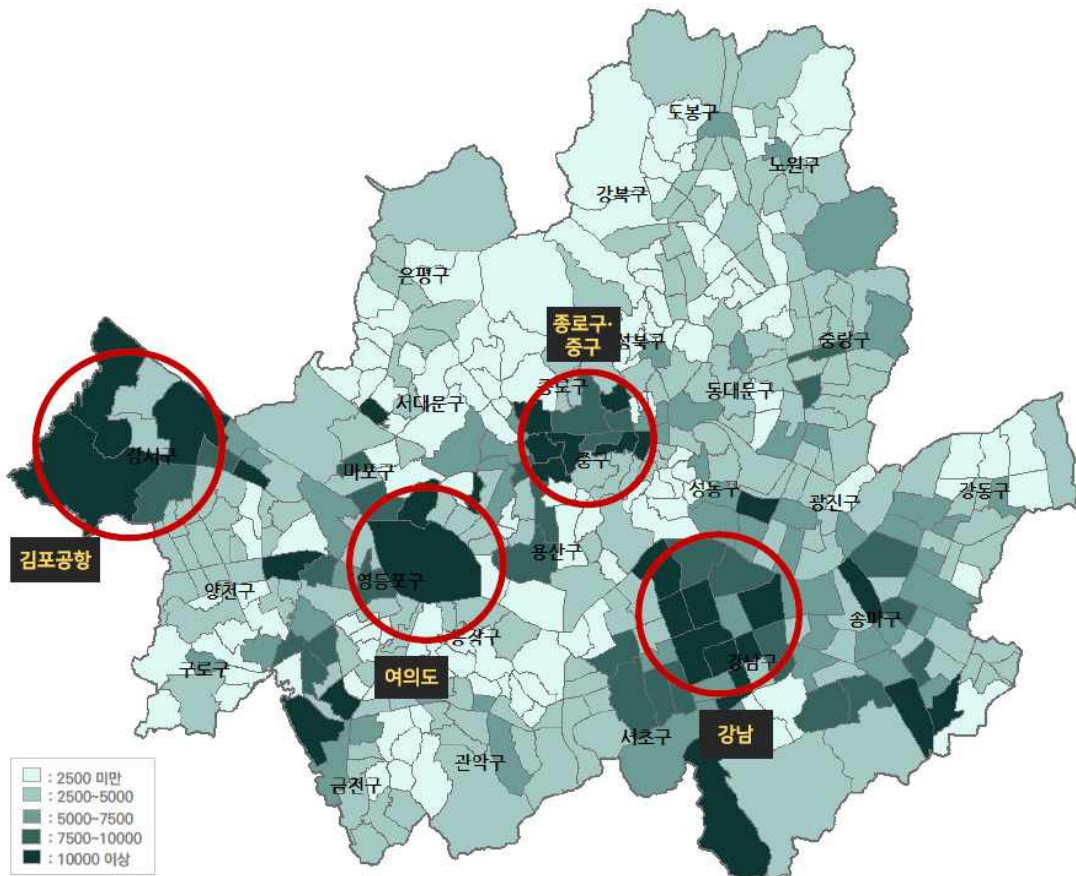 도봉구
노원구
강북구
은평구
종로구·
중구
성북구
중랑구
종로구
동대문구
서대문구
강서구
중구
마포구
성동구
광진구
강동구
김포공항
용산구
영등포구
양천구
송파구
동작구
강남구
구로구
여의도
강남
서초구
관악구
금천구
: 2500 미만
: 2500~5000
: 5000~7500
: 7500~10000
: 10000 이상